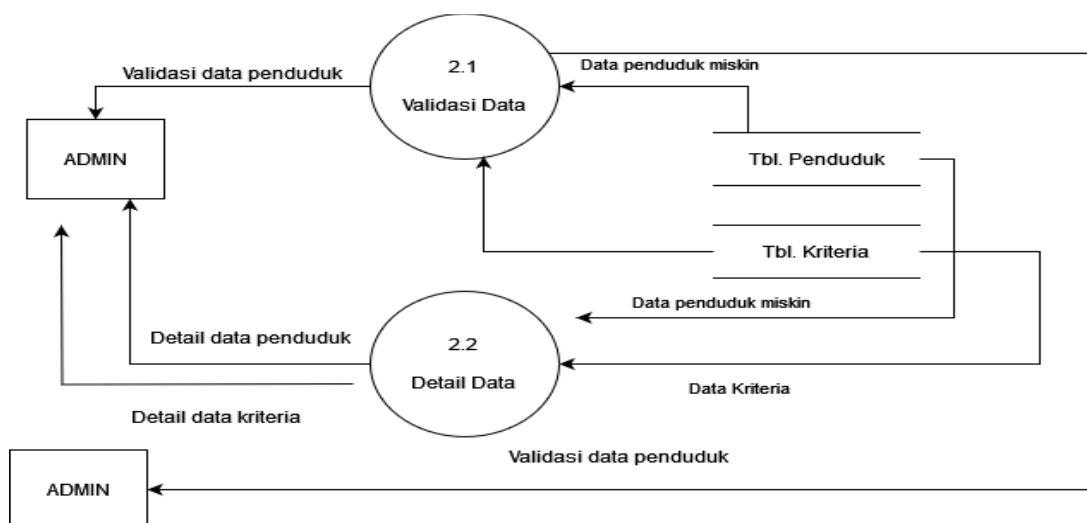 2.1
Validasi Data
Data penduduk miskin
Validasi data penduduk
ADMIN
Tbl. Penduduk
Tbl. Kriteria
Data penduduk miskin
Detail data penduduk
2.2
Detail Data
Data Kriteria
Detail data kriteria
Validasi data penduduk
ADMIN